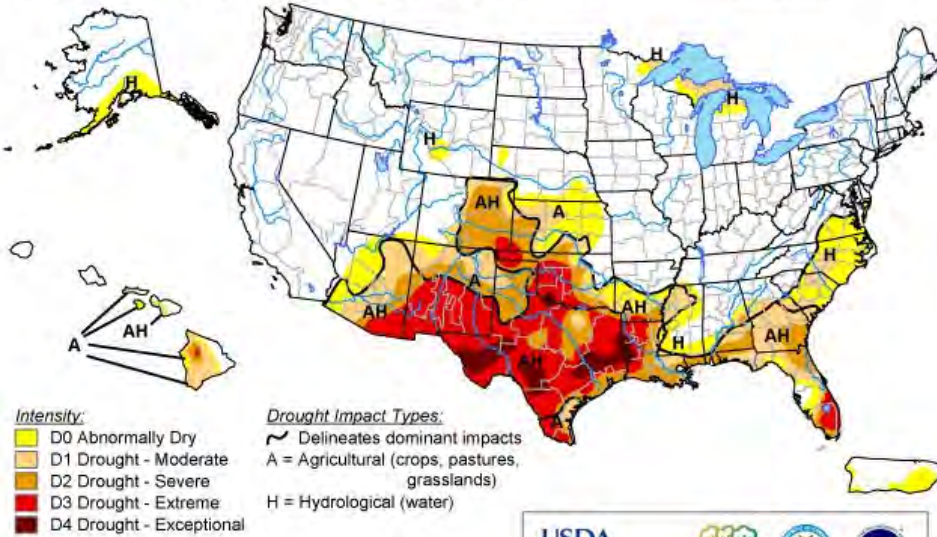 H
H
H
H
AH
A
H
A
AH
AH
H
AH
AH
A
AH
A
Intensity:
D0 Abnormally Dry
D1 Drought - Moderate
D2 Drought - Severe
D3 Drought - Extreme
D4 Drought - Exceptional
Drought Impact Types:
Delineates dominant impacts
A = Agricultural (crops, pastures,
grasslands)
H = Hydrological (water)
USDA